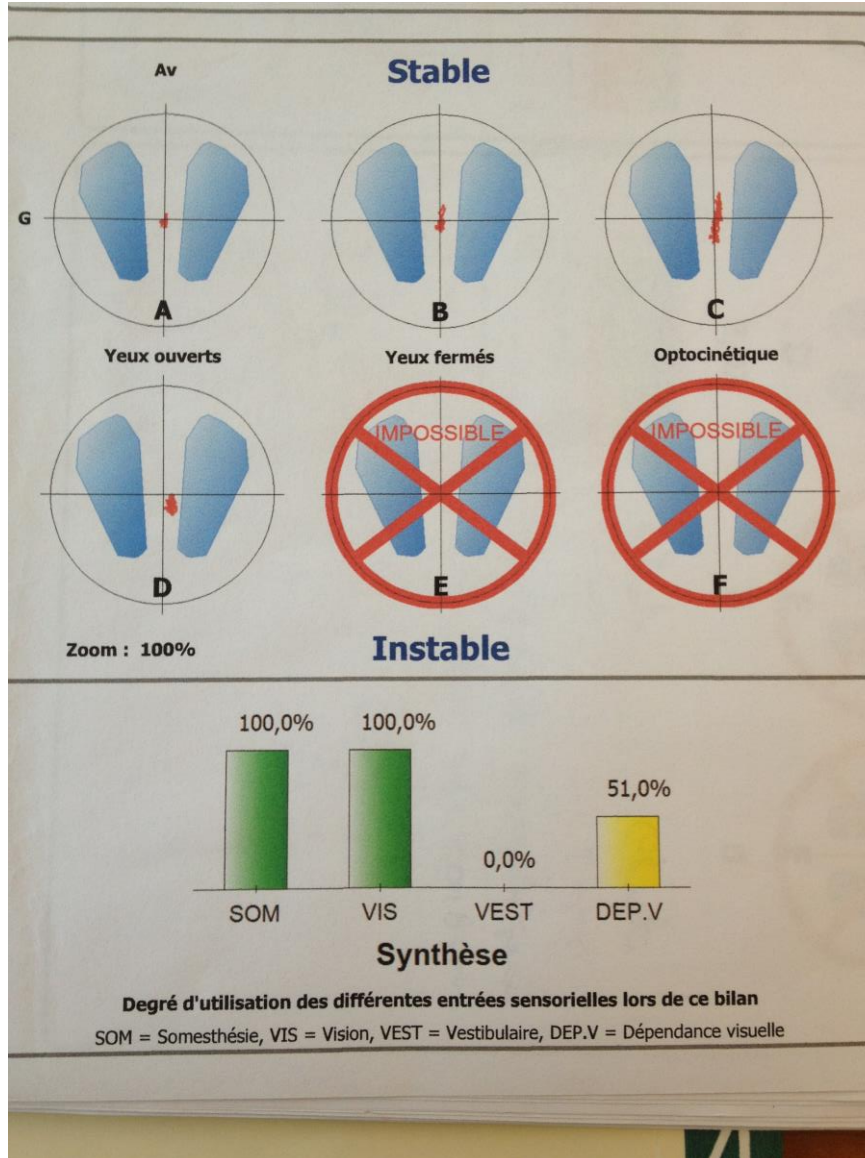 Av
Stable
G
A B C
Yeux ouverts Yeux fermés Optocinétique
IMPOSSIBLE IMPOSSIBLE
D E F
Zoom : 100%
Instable
100,0% 100,0%
51,0%
0,0%
SOM VIS VEST DEP.V
Synthèse
Degré d'utilisation des différentes entrées sensorielles lors de ce bilan
SOM = Somesthésie, VIS = Vision, VEST = Vestibulaire, DEP.V = Dépendance visuelle